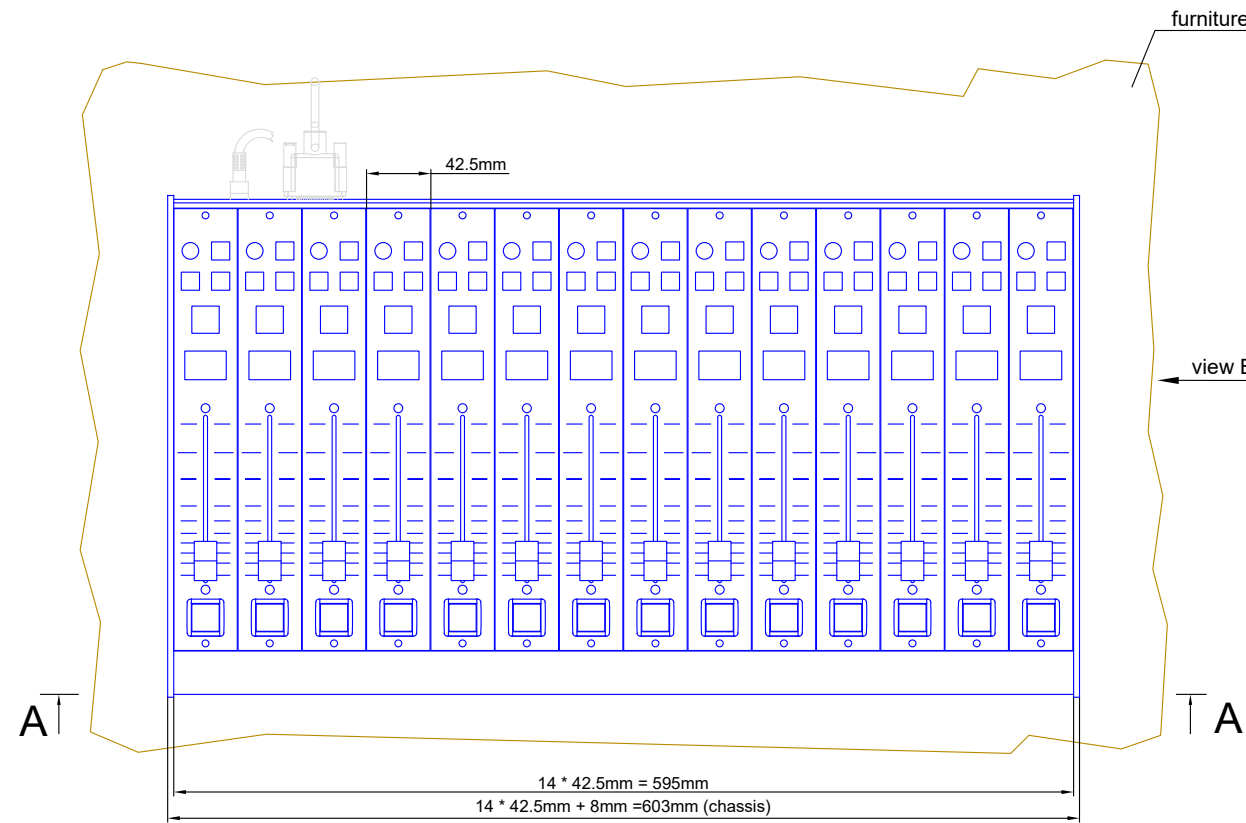 furniture
42.5mm
view E
A
A
14 * 42.5mm = 595mm
14 * 42.5mm + 8mm =603mm (chassis)